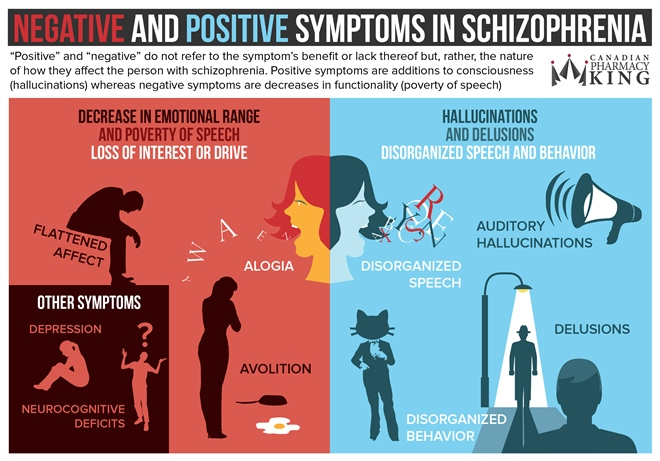 NEGATIVE AND POSITIVE SYMPTOMS IN SCHIZOPHRENIA
"Positive" and "negative" do not refer to the symptom's benefit or lack thereof but, rather, the nature
of how they affect the person with schizophrenia. Positive symptoms are additions to consciousness
(hallucinations) whereas negative symptoms are decreases in functionality (poverty of speech)
CANADIAN
PHARMACY
KING
DECREASE IN EMOTIONAL RANGE
AND POVERTY OF SPEECH
LOSS OF INTEREST OR DRIVE
FLATTENED
AFFECT
Y W A E
ALOGIA
OTHER SYMPTOMS
DEPRESSION
?
NEUROCOGNITIVE
DEFICITS
AVOLITION
HALLUCINATIONS
AND DELUSIONS
DISORGANIZED SPEECH AND BEHAVIOR
AUDITORY
HALLUCINATIONS
DISORGANIZED
SPEECH
DELUSIONS
DISORGANIZED
BEHAVIOR